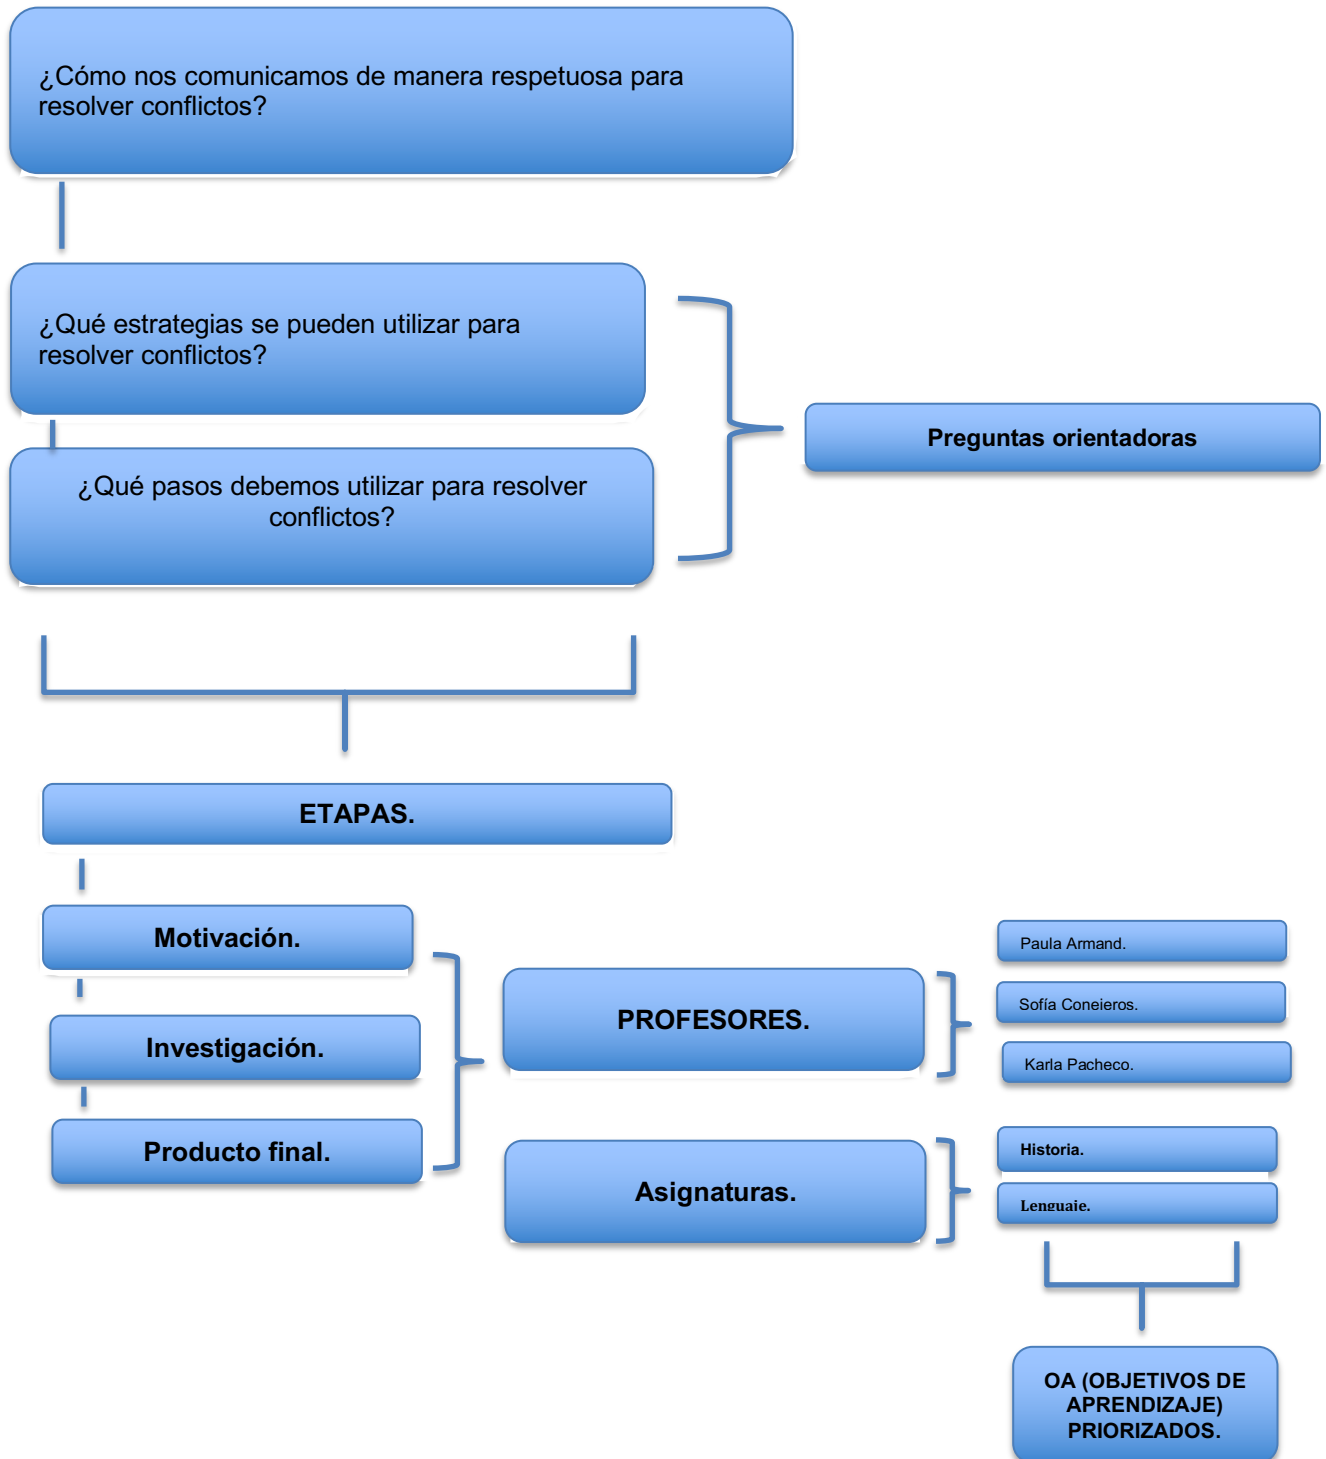 ¿Cómo nos comunicamos de manera respetuosa para
resolver conflictos?
¿Qué estrategias se pueden utilizar para
resolver conflictos?
Preguntas orientadoras
¿Qué pasos debemos utilizar para resolver
conflictos?
ETAPAS.
Motivación.
Investigación.
Producto final.
PROFESORES.
Paula Armand.
Sofía Coneieros.
Karla Pacheco.
Asignaturas.
Historia.
Lenguaje.
OA (OBJETIVOS DE
APRENDIZAJE)
PRIORIZADOS.